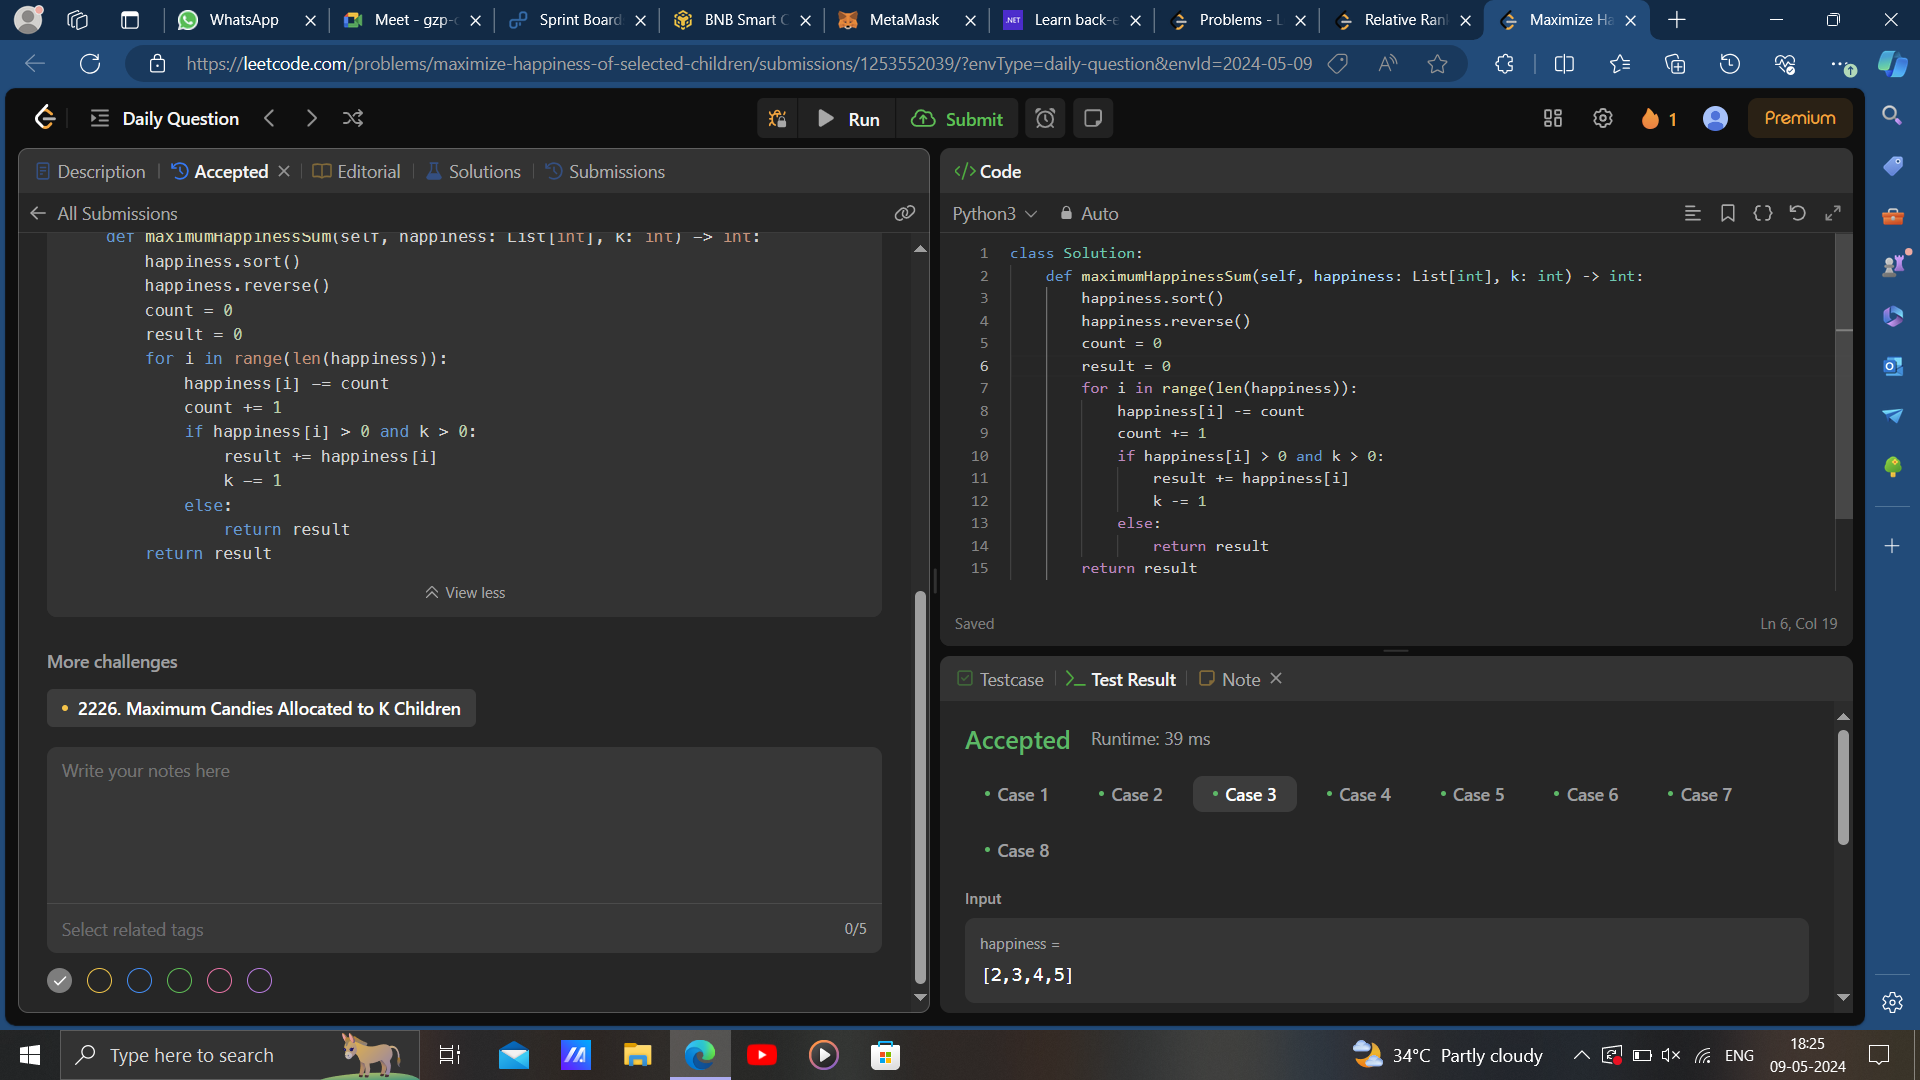 WhatsApp
Meet - gzp-c
Sprint Board
BNB Smart C
MetaMask
Learn back-e
Problems - L
Relative Ran
Maximize Ha
https://leetcode.com/problems/maximize-happiness-of-selected-children/submissions/1253552039/?envType=daily-question&envId=2024-05-09
Daily Question
Run
Submit
1
Premium
Description
Accepted
Editorial
Solutions
Submissions
All Submissions
def maximumHappinessSum(self, happiness: List[int], k: int) -> int:
happiness.sort()
happiness.reverse()
count = 0
result = 0
for i in range(len(happiness)):
happiness[i] -= count
count += 1
if happiness[i] > 0 and k > 0:
result += happiness[i]
k -= 1
else:
return result
return result
View less
More challenges
2226. Maximum Candies Allocated to K Children
Write your notes here
Select related tags
0/5
</> Code
Python3
Auto
1 class Solution:
2 def maximumHappinessSum(self, happiness: List[int], k: int) -> int:
3 happiness.sort()
4 happiness.reverse()
5 count = 0
6 result = 0
7 for i in range(len(happiness)):
8 happiness[i] -= count
9 count += 1
10 if happiness[i] > 0 and k > 0:
11 result += happiness[i]
12 k -= 1
13 else:
14 return result
15 return result
Saved
Ln 6, Col 19
Testcase
Test Result
Note
Accepted
Runtime: 39 ms
Case 1
Case 2
Case 3
Case 4
Case 5
Case 6
Case 7
Case 8
Input
happiness =
[2,3,4,5]
Type here to search
34°C Partly cloudy
ENG
18:25
09-05-2024